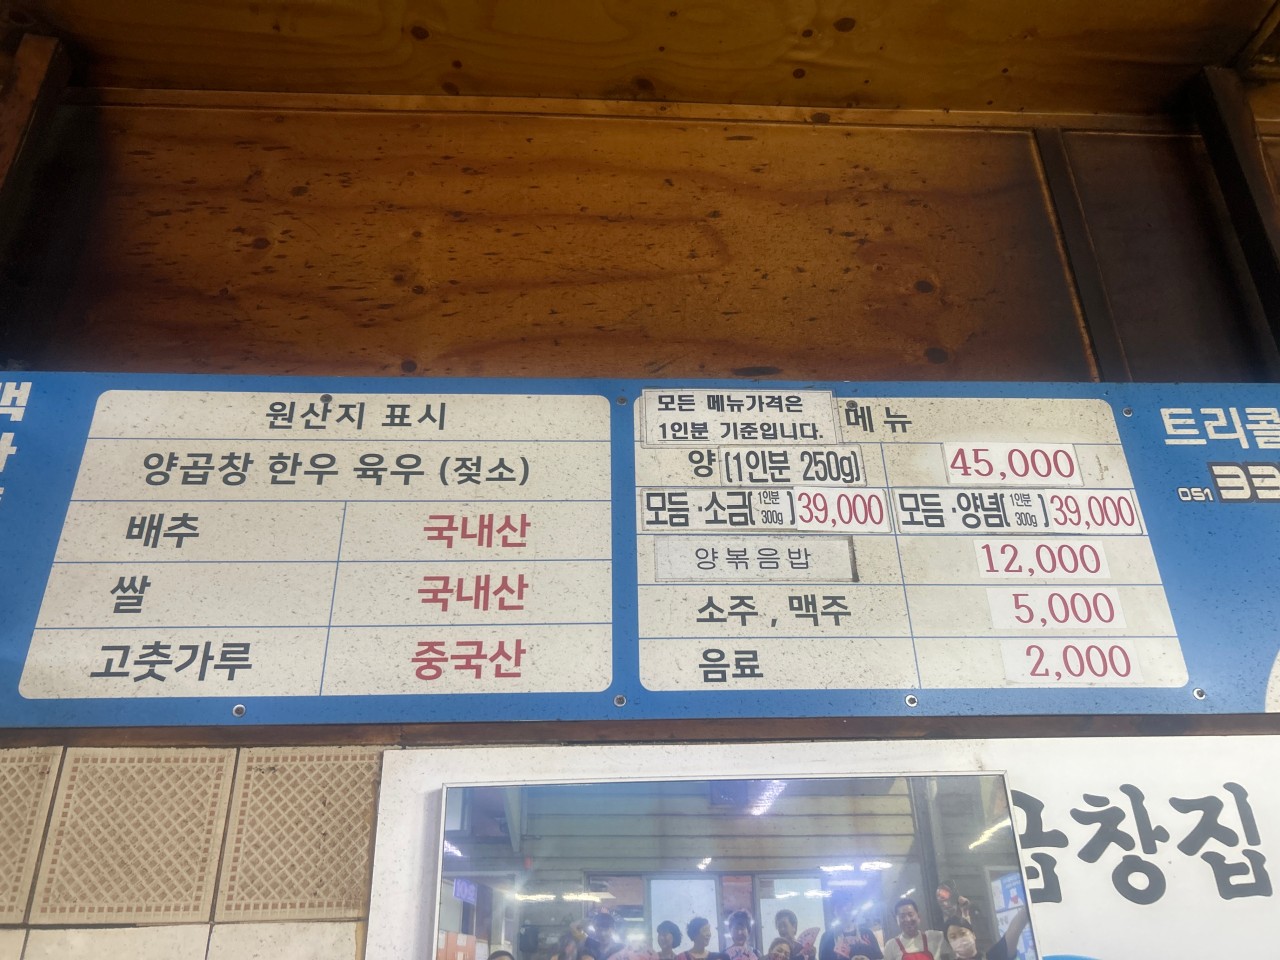 원산지 표시
양곱창 한우 육우 (젖소)
배추 국내산
쌀 국내산
고춧가루 중국산
모든 메뉴가격은
1인분 기준입니다.
메뉴
양 (1인분 250g) 45,000
모듬·소금(1인분 300g) 39,000 모듬·양념(1인분 300g) 39,000
양볶음밥 12,000
소주, 맥주 5,000
음료 2,000
트리콜
051 33
창집